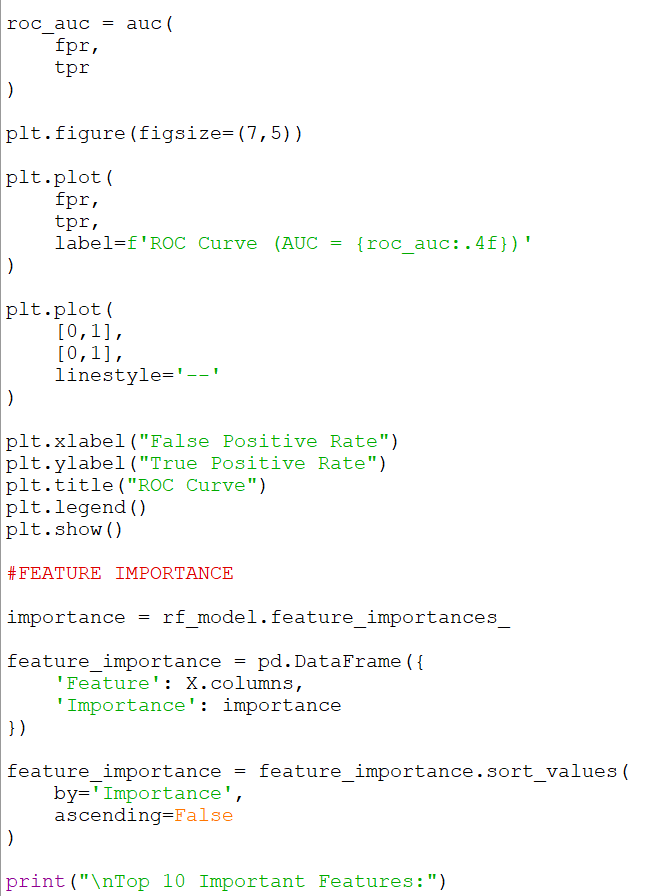 roc_auc = auc(
    fpr,
    tpr
)

plt.figure(figsize=(7,5))

plt.plot(
    fpr,
    tpr,
    label=f'ROC Curve (AUC = {roc_auc:.4f})'
)

plt.plot(
    [0,1],
    [0,1],
    linestyle='--'
)

plt.xlabel("False Positive Rate")
plt.ylabel("True Positive Rate")
plt.title("ROC Curve")
plt.legend()
plt.show()

#FEATURE IMPORTANCE

importance = rf_model.feature_importances_

feature_importance = pd.DataFrame({
    'Feature': X.columns,
    'Importance': importance
})

feature_importance = feature_importance.sort_values(
    by='Importance',
    ascending=False
)

print("\nTop 10 Important Features:")